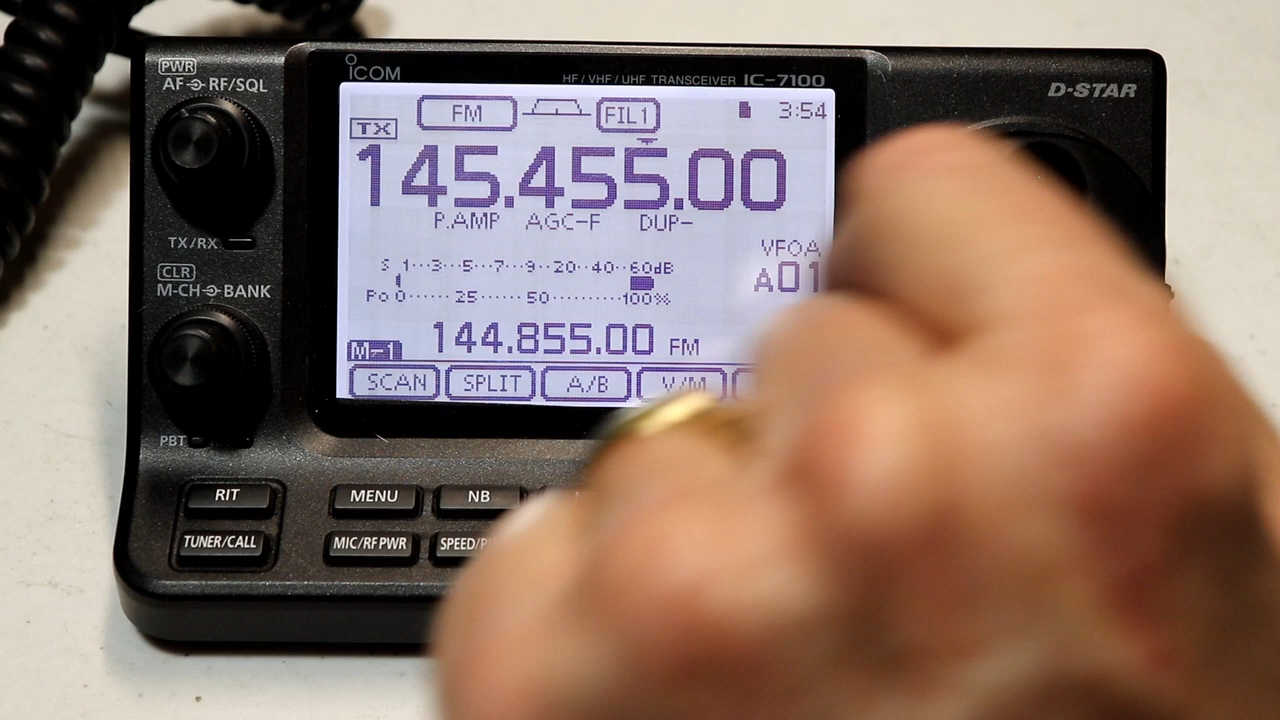 PWR
AF RF/SQL
ICOM
HF/VHF/UHF TRANSCEIVER IC-7100
D-STAR
FM FIL1 3:54
TX
145.455.00
P.AMP AGC-F DUP-
TX/RX
VFOA
S 1··3··5··7··9··20··40··60dB
A01
CLR
M-CH BANK
Po 0······25······50··········100%
144.855.00 FM
M-1
SCAN SPLIT A/B V/M
PBT
RIT MENU NB
TUNER/CALL MIC/RF PWR